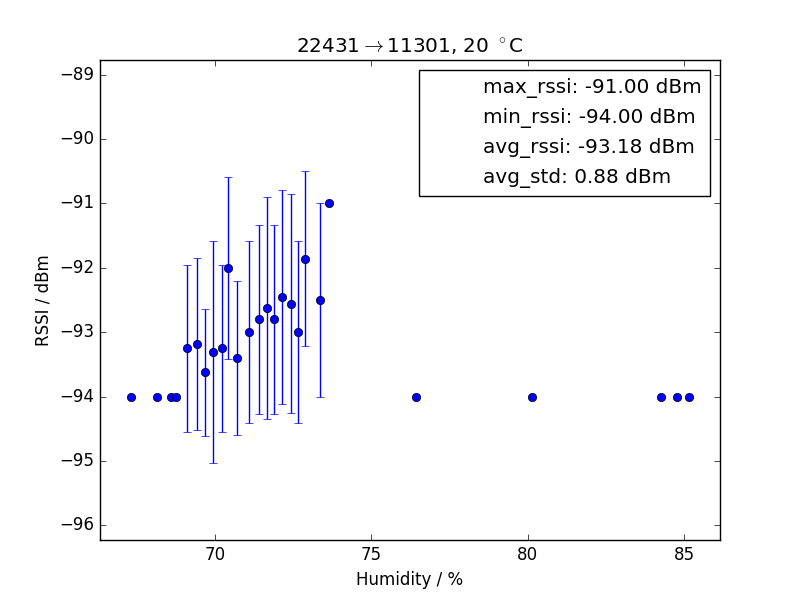 22431→11301, 20 °C
max_rssi: -91.00 dBm
min_rssi: -94.00 dBm
avg_rssi: -93.18 dBm
avg_std: 0.88 dBm
RSSI / dBm
−89
−90
−91
−92
−93
−94
−95
−96
70 75 80 85
Humidity / %